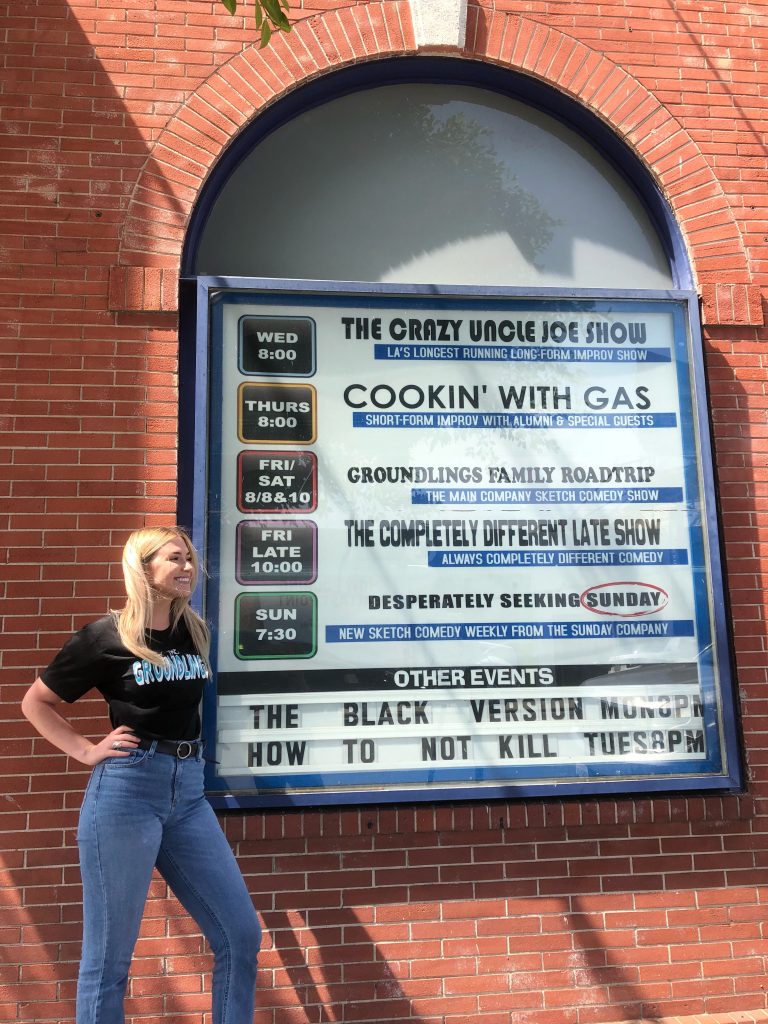 WED
8:00
THE CRAZY UNCLE JOE SHOW
LA'S LONGEST RUNNING LONG-FORM IMPROV SHOW
THURS
8:00
COOKIN' WITH GAS
SHORT-FORM IMPROV WITH ALUMNI & SPECIAL GUESTS
FRI/
SAT
8/8&10
GROUNDLINGS FAMILY ROADTRIP
THE MAIN COMPANY SKETCH COMEDY SHOW
FRI
LATE
10:00
THE COMPLETELY DIFFERENT LATE SHOW
ALWAYS COMPLETELY DIFFERENT COMEDY
SUN
7:30
DESPERATELY SEEKING SUNDAY
NEW SKETCH COMEDY WEEKLY FROM THE SUNDAY COMPANY
OTHER EVENTS
THE BLACK VERSION MON8PM
HOW TO NOT KILL TUES8PM
THE
GROUNDLINGS